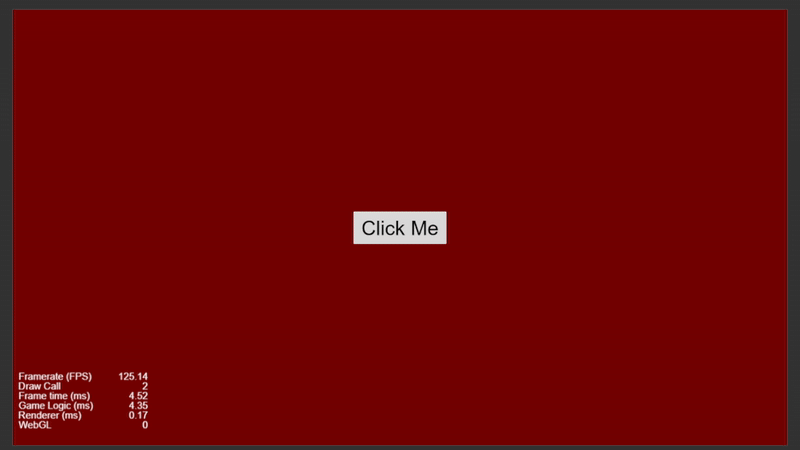 Click Me
Framerate (FPS) 125.14
Draw Call 2
Frame time (ms) 4.52
Game Logic (ms) 4.35
Renderer (ms) 0.17
WebGL 0